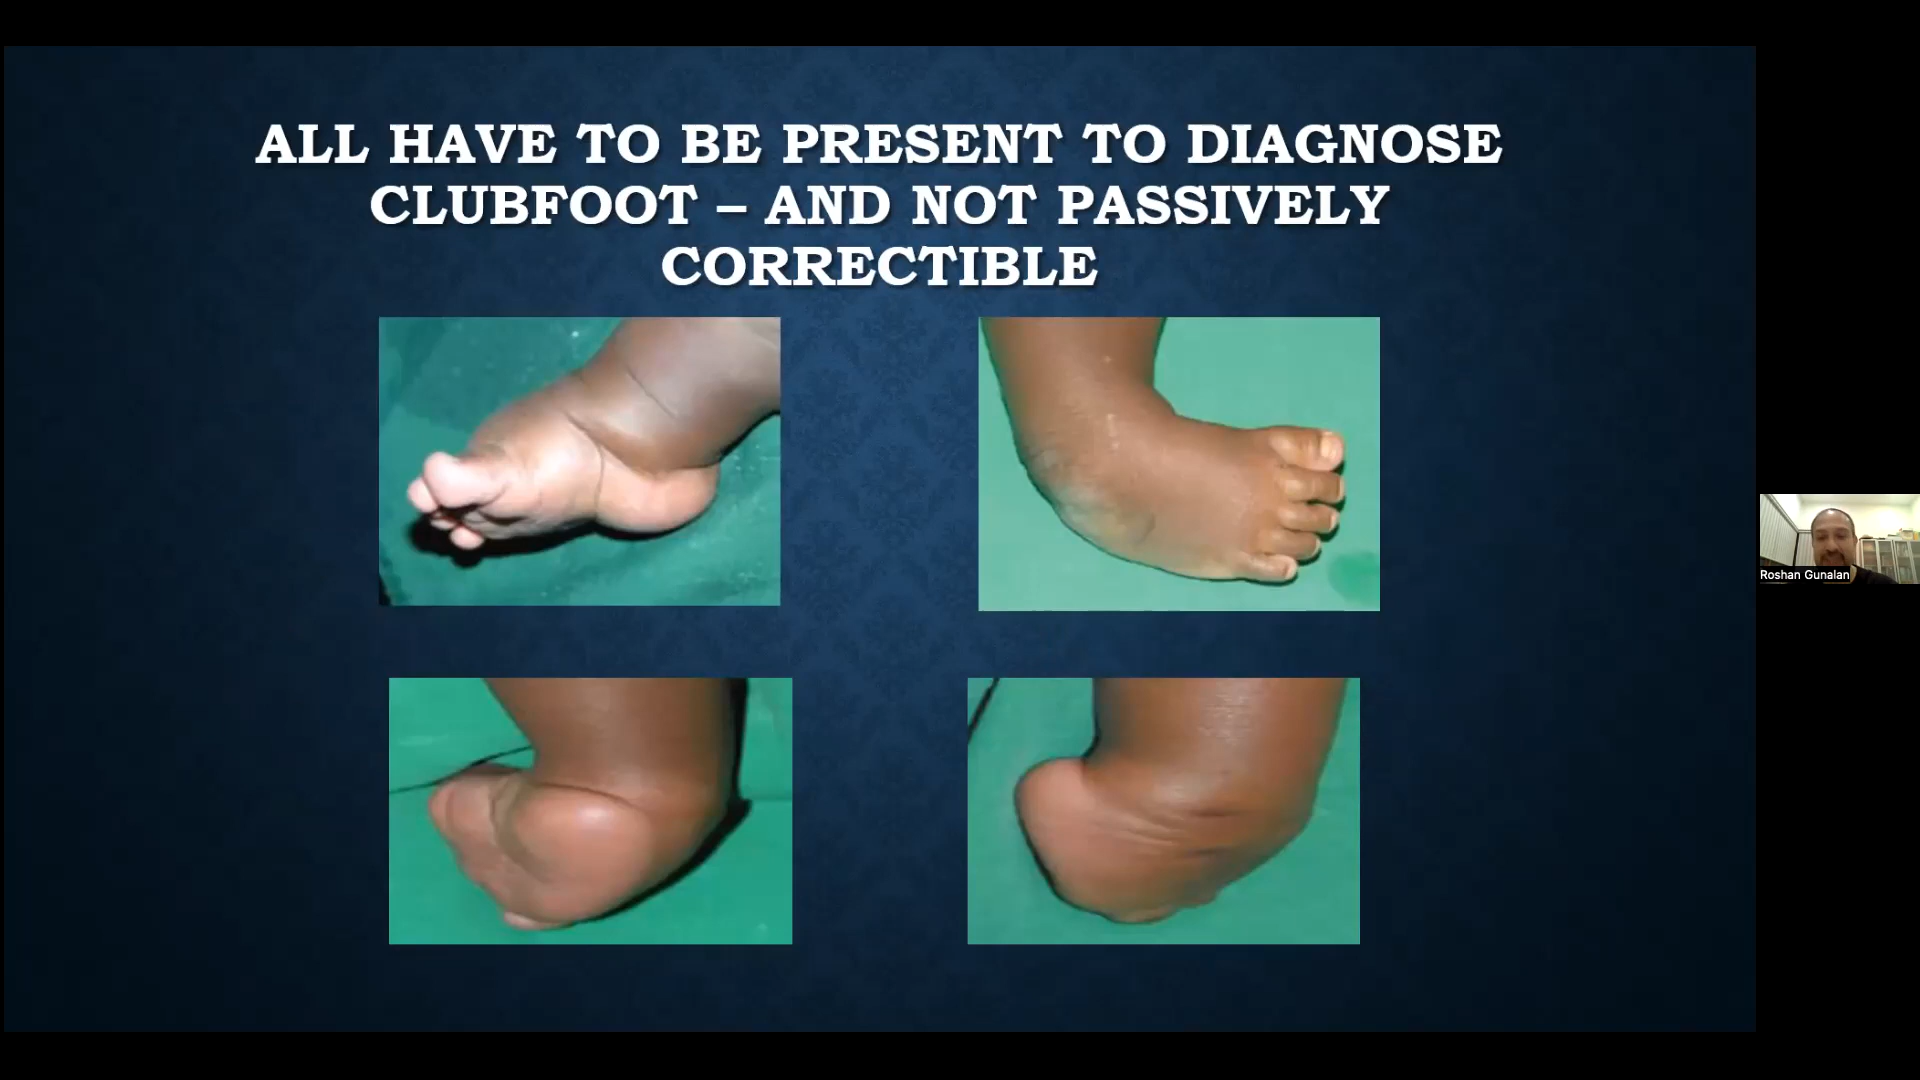 ALL HAVE TO BE PRESENT TO DIAGNOSE
CLUBFOOT – AND NOT PASSIVELY
CORRECTIBLE
Roshan Gunalan